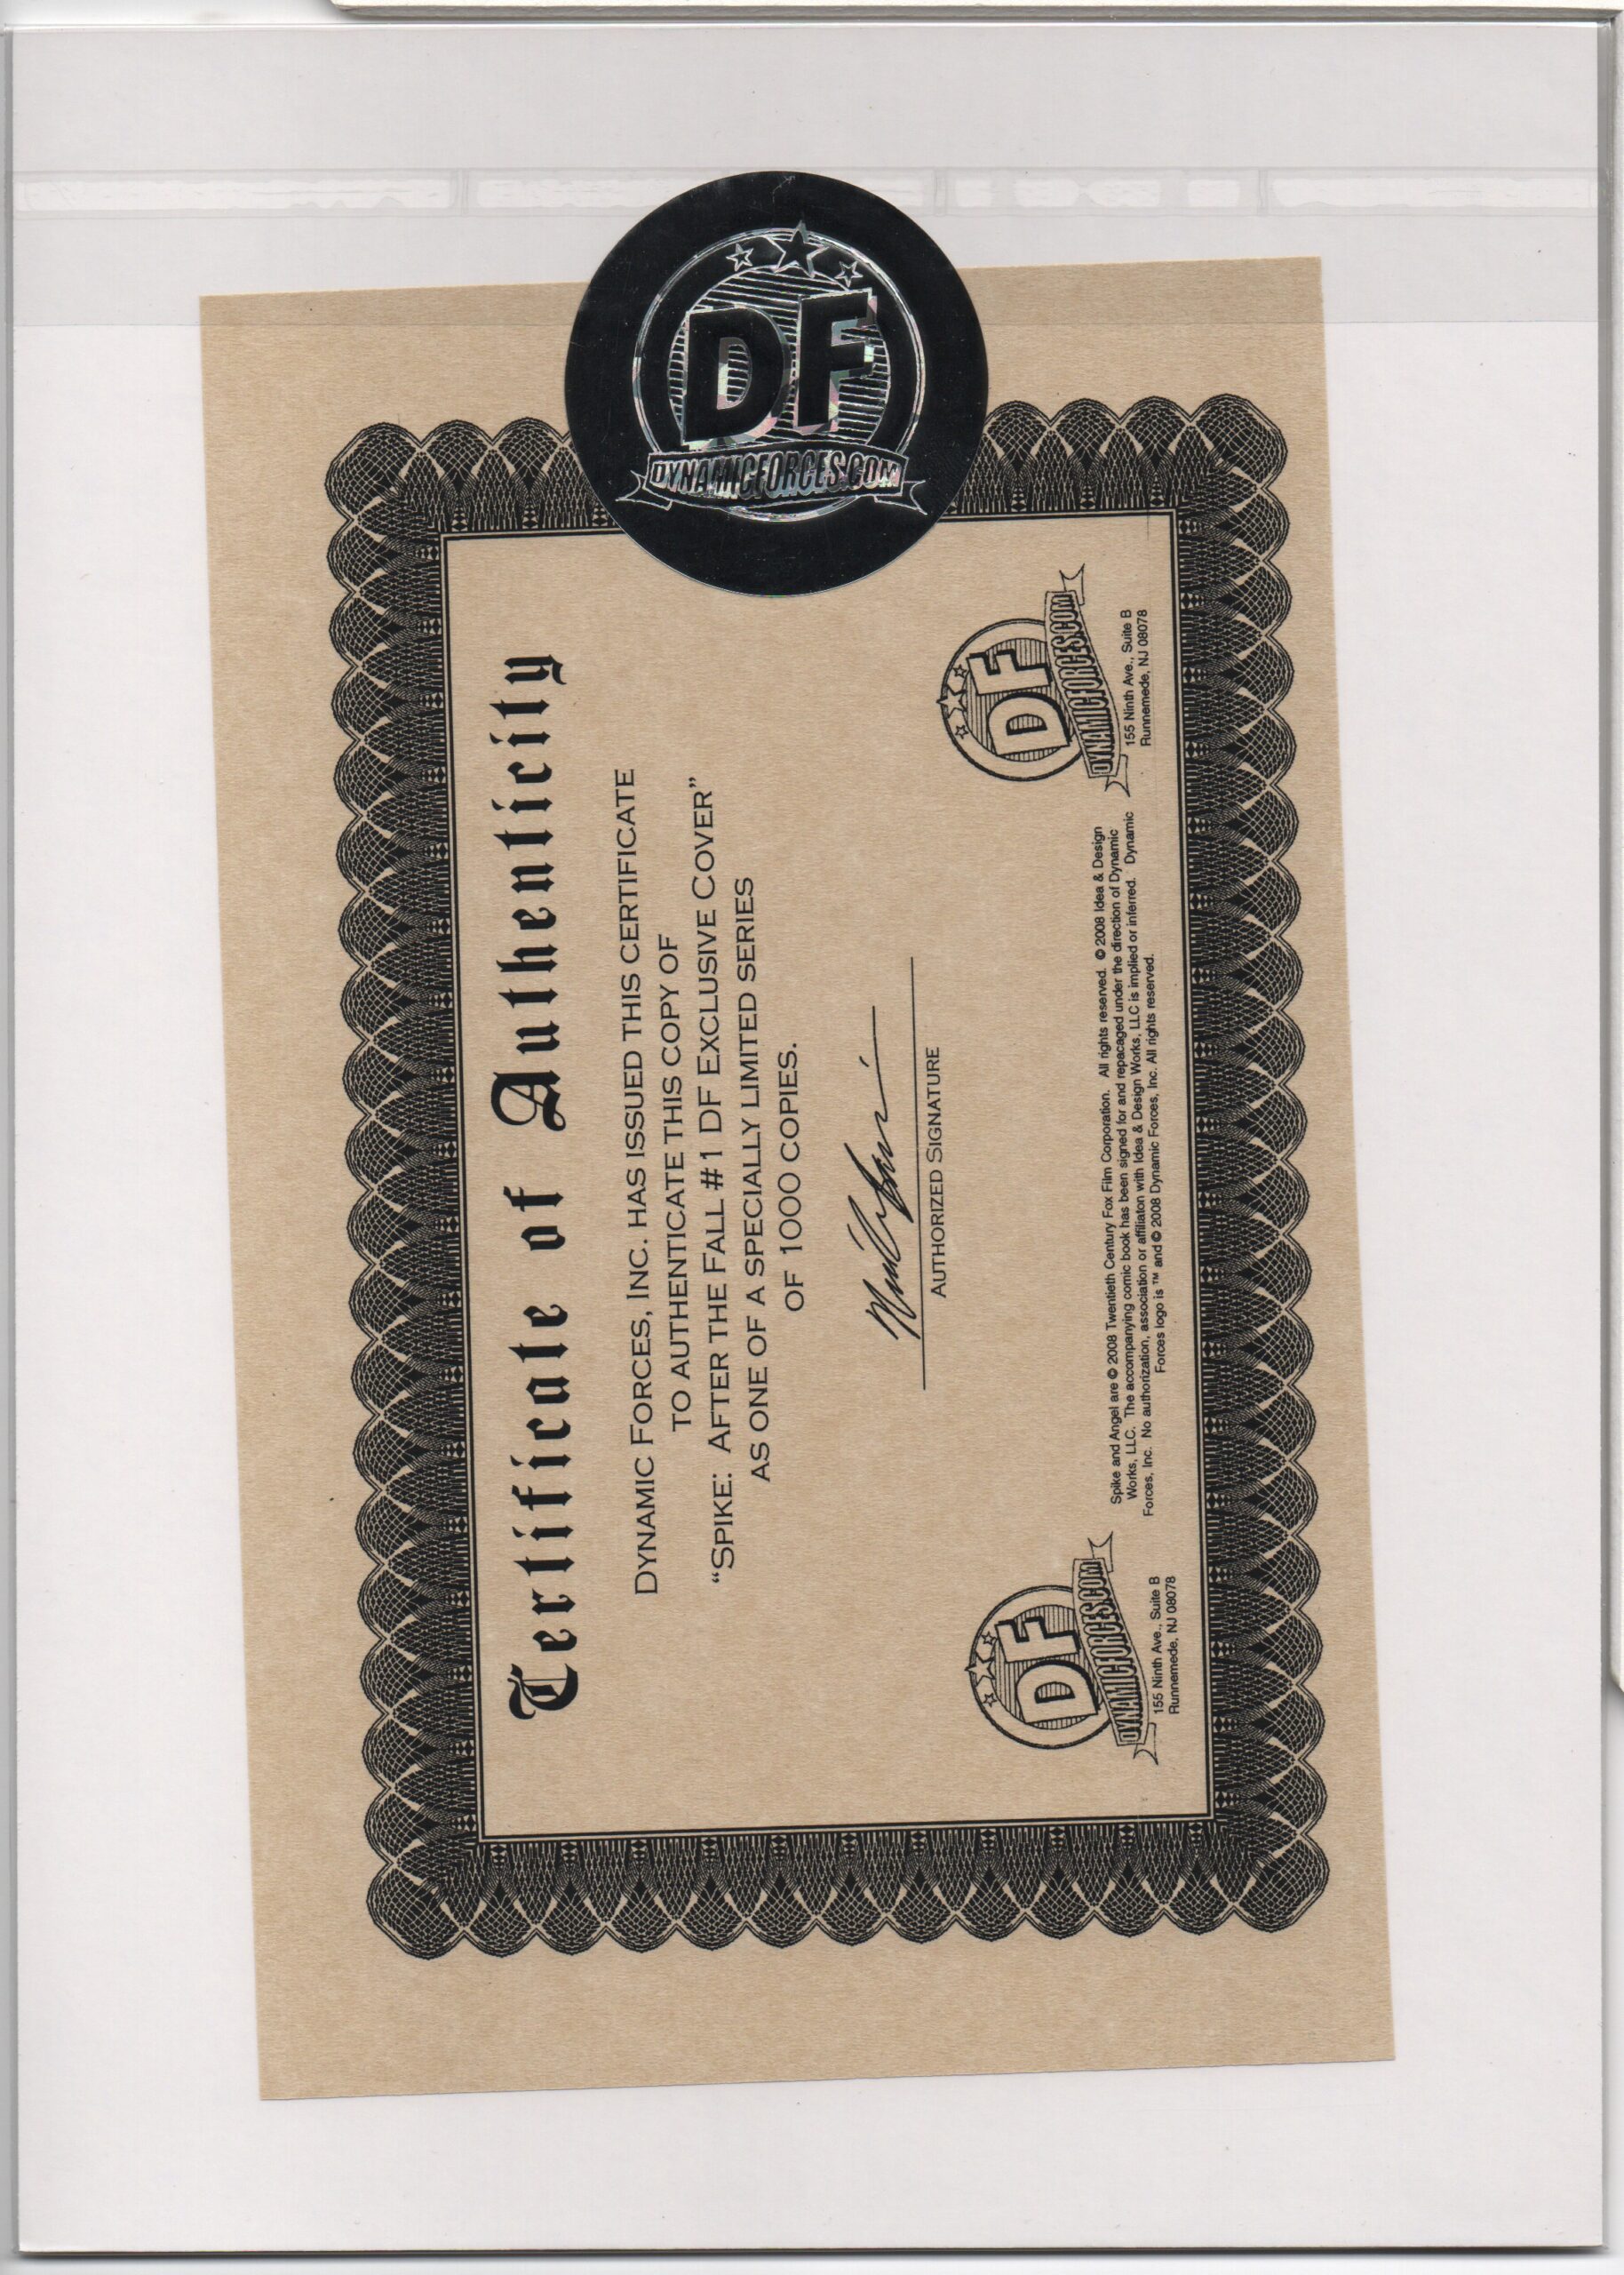 DF
DYNAMICFORCES.COM
Certificate of Authenticity
DYNAMIC FORCES, INC. HAS ISSUED THIS CERTIFICATE
TO AUTHENTICATE THIS COPY OF
“SPIKE: AFTER THE FALL #1 DF EXCLUSIVE COVER”
AS ONE OF A SPECIALLY LIMITED SERIES
OF 1000 COPIES.
AUTHORIZED SIGNATURE
DF
DYNAMICFORCES.COM
155 Ninth Ave., Suite B
Runnemede, NJ 08078
Spike and Angel are © 2008 Twentieth Century Fox Film Corporation. All rights reserved. © 2008 Idea & Design
Works, LLC. The accompanying comic book has been signed for and repacaged under the direction of Dynamic
Forces, Inc. No authorization, association or affiliaton with Idea & Design Works, LLC is implied or inferred. Dynamic
Forces logo is ™ and © 2008 Dynamic Forces, Inc. All rights reserved.
DF
DYNAMICFORCES.COM
155 Ninth Ave., Suite B
Runnemede, NJ 08078